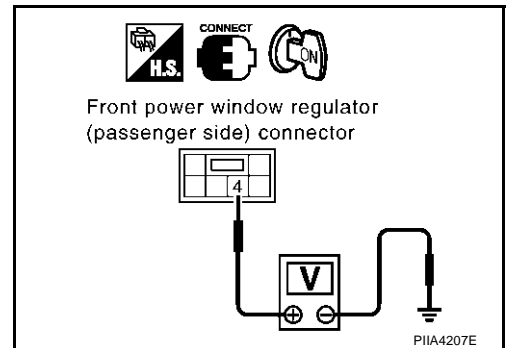 CONNECT
H.S.
ON
Front power window regulator
(passenger side) connector
4
V
+ −
PIIA4207E